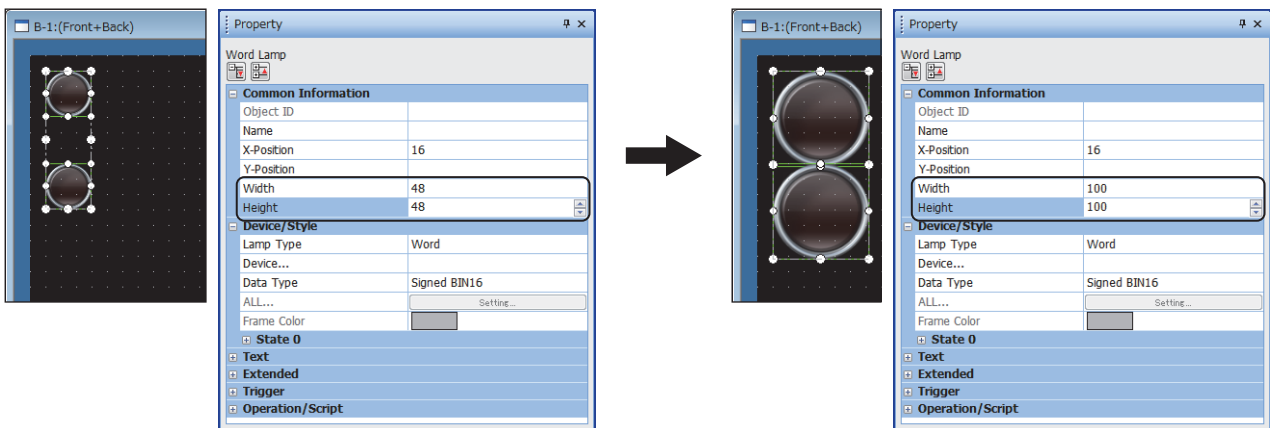 B-1:(Front+Back)
Property
Word Lamp
Common Information
Object ID
Name
X-Position 16
Y-Position
Width 48
Height 48
Device/Style
Lamp Type Word
Device...
Data Type Signed BIN16
ALL... Setting...
Frame Color
State 0
Text
Extended
Trigger
Operation/Script
B-1:(Front+Back)
Property
Word Lamp
Common Information
Object ID
Name
X-Position 16
Y-Position
Width 100
Height 100
Device/Style
Lamp Type Word
Device...
Data Type Signed BIN16
ALL... Setting...
Frame Color
State 0
Text
Extended
Trigger
Operation/Script